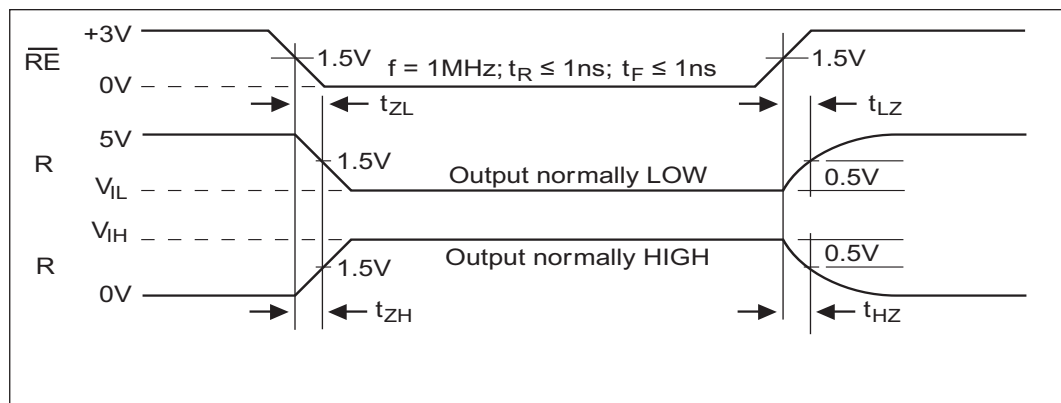 +3V
R̅E̅
1.5V
f = 1MHz; tR ≤ 1ns; tF ≤ 1ns
1.5V
0V
tZL
tLZ
5V
R
1.5V
Output normally LOW
0.5V
VIL
VIH
R
1.5V
Output normally HIGH
0.5V
0V
tZH
tHZ